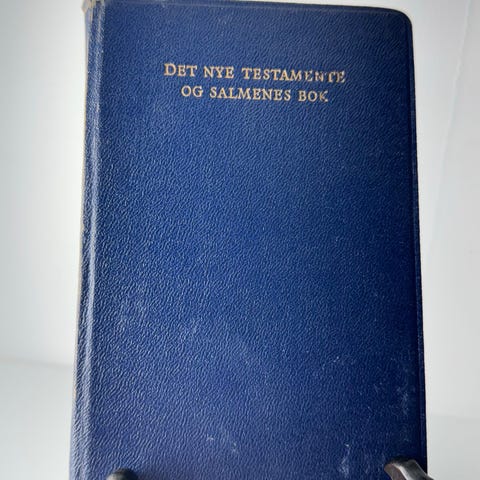 DET NYE TESTAMENTE
OG SALMENES BOK